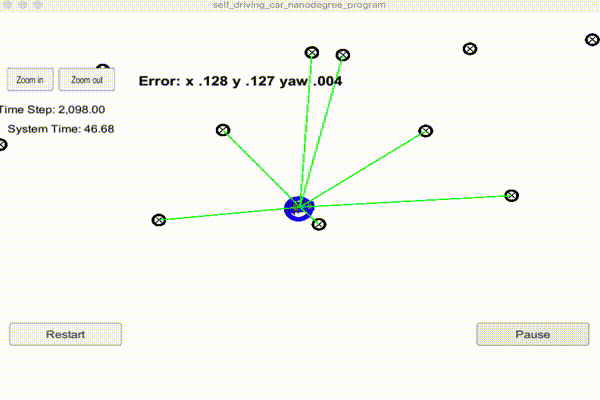 self_driving_car_nanodegree_program
Zoom in
Zoom out
Error: x .128 y .127 yaw .004
Time Step: 2,098.00
System Time: 46.68
Restart
Pause